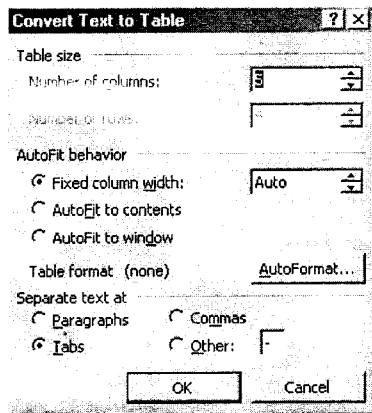 Convert Text to Table ? ×
Table size
Number of columns: 3
Number of rows:
AutoFit behavior
Fixed column width: Auto
AutoFit to contents
AutoFit to window
Table format (none) AutoFormat...
Separate text at
Paragraphs Commas
Tabs Other: -
OK Cancel